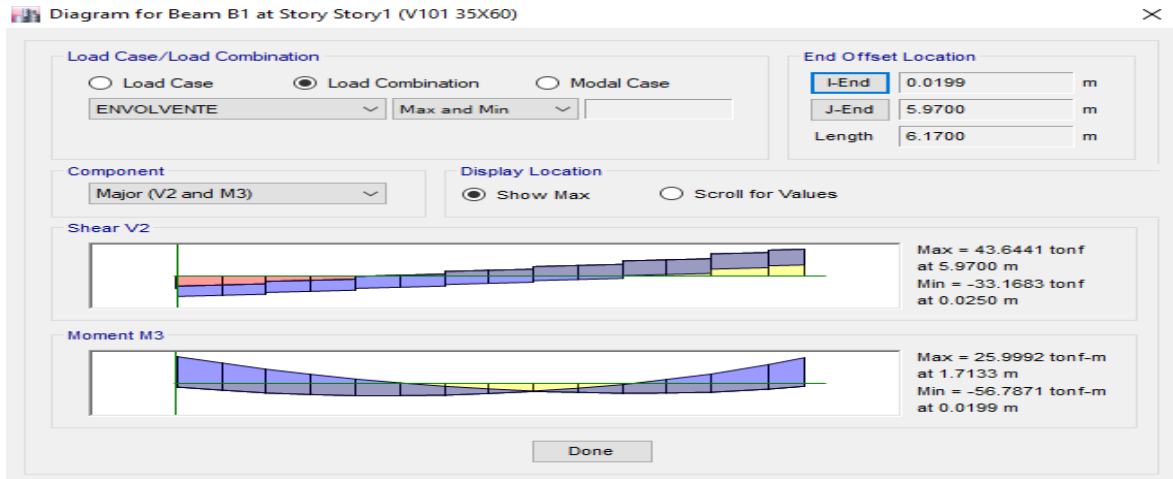 Diagram for Beam B1 at Story Story1 (V101 35X60)
Load Case/Load Combination
Load Case
Load Combination
Modal Case
ENVOLVENTE
Max and Min
End Offset Location
I-End 0.0199 m
J-End 5.9700 m
Length 6.1700 m
Component
Major (V2 and M3)
Display Location
Show Max
Scroll for Values
Shear V2
Max = 43.6441 tonf
at 5.9700 m
Min = -33.1683 tonf
at 0.0250 m
Moment M3
Max = 25.9992 tonf-m
at 1.7133 m
Min = -56.7871 tonf-m
at 0.0199 m
Done